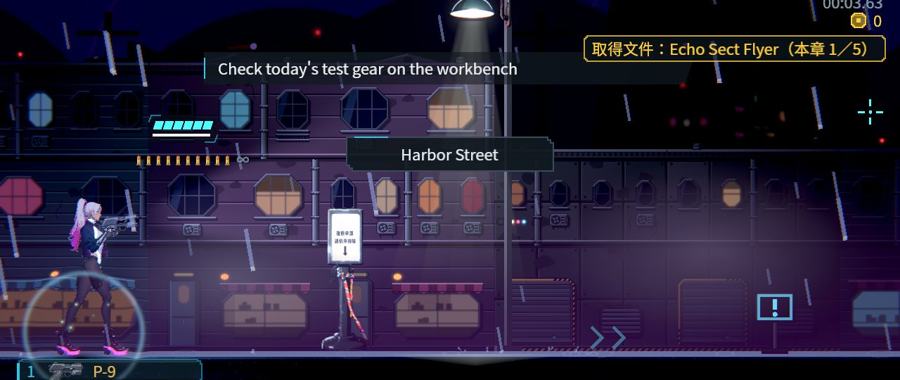 00:03.63
0
取得文件：Echo Sect Flyer（本章 1／5）
Check today's test gear on the workbench
Harbor Street
1 P-9